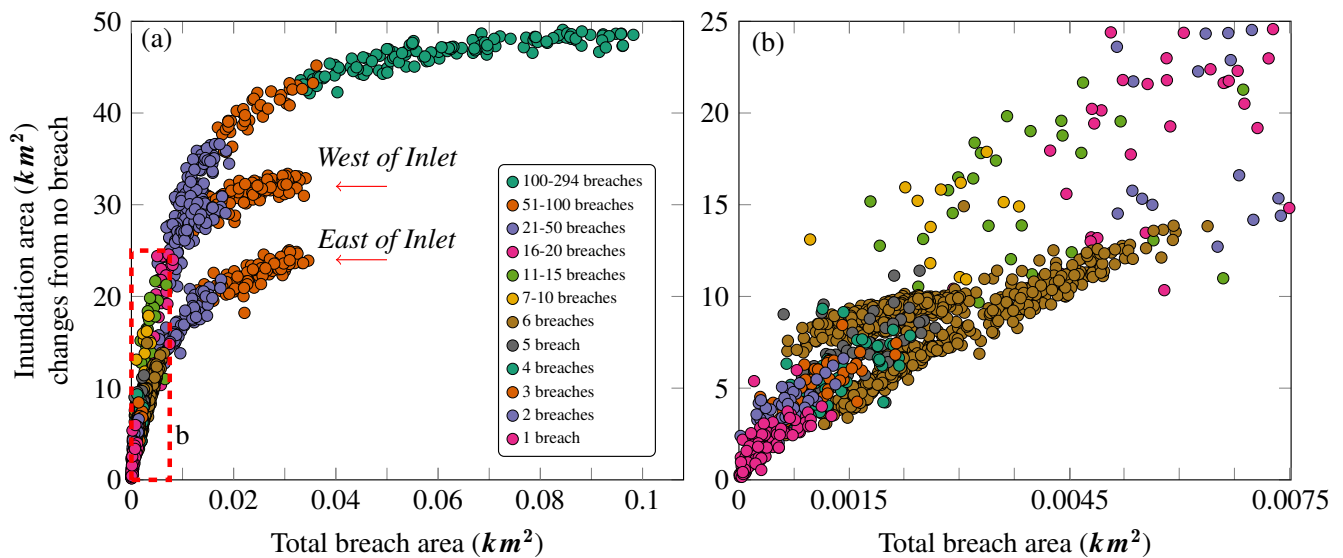 (a)
50
40
30
20
10
0
Inundation area (km²)
changes from no breach
West of Inlet
East of Inlet
100-294 breaches
51-100 breaches
21-50 breaches
16-20 breaches
11-15 breaches
7-10 breaches
6 breaches
5 breach
4 breaches
3 breaches
2 breaches
1 breach
b
0 0.02 0.04 0.06 0.08 0.1
Total breach area (km²)
(b)
25
20
15
10
5
0
0 0.0015 0.0045 0.0075
Total breach area (km²)